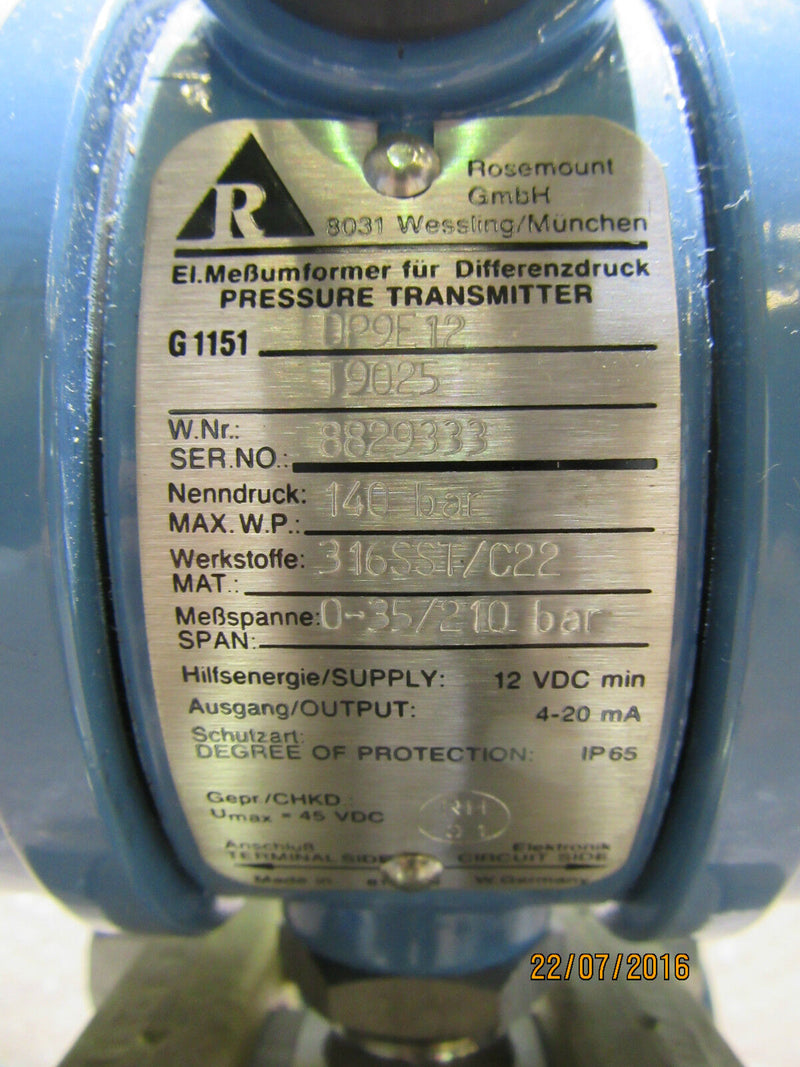 R
Rosemount
GmbH
8031 Wessling/München
El.Meßumformer für Differenzdruck
PRESSURE TRANSMITTER
G1151 DP9E12
T9025
W.Nr.:
SER.NO.: 8829333
Nenndruck: 140 bar
MAX.W.P.:
Werkstoffe: 316SST/C22
MAT.:
Meßspanne: 0-35/210 bar
SPAN:
Hilfsenergie/SUPPLY: 12 VDC min
Ausgang/OUTPUT: 4-20 mA
Schutzart:
DEGREE OF PROTECTION: IP65
Gepr./CHKD.
Umax = 45 VDC
RH
Anschluß Elektronik
TERMINAL SIDE CIRCUIT SIDE
Made in W.Germany
22/07/2016